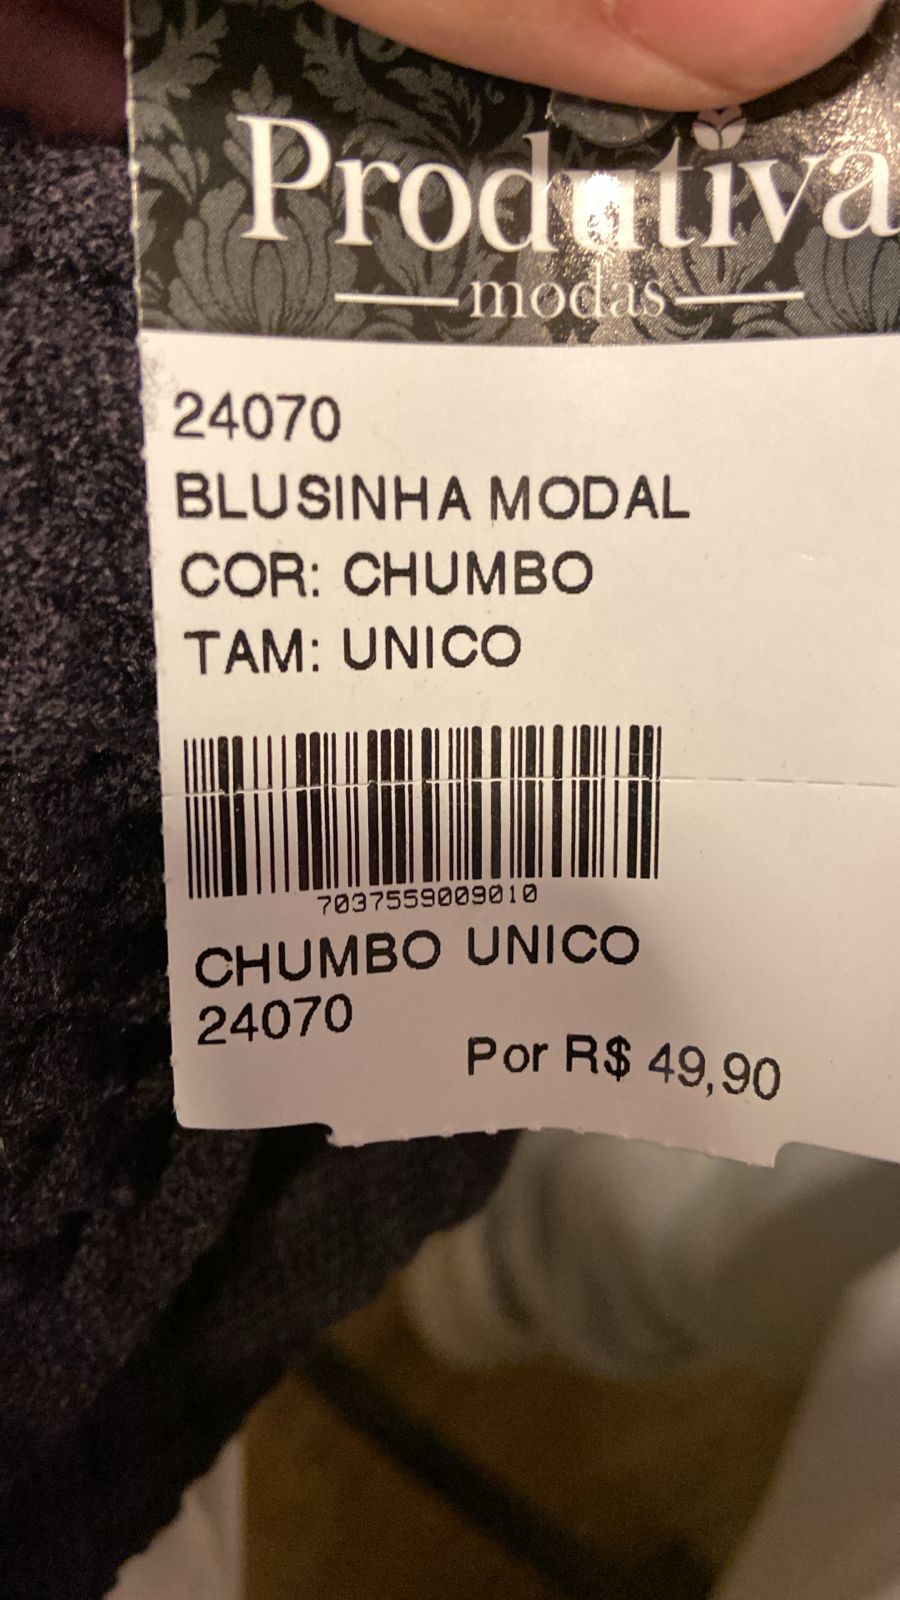 Produtiva
modas
24070
BLUSINHA MODAL
COR: CHUMBO
TAM: UNICO
7037559009010
CHUMBO UNICO
24070
Por R$ 49,90